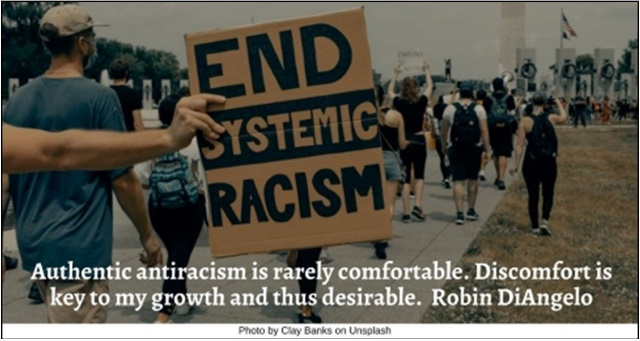 END
SYSTEMIC
RACISM
Authentic antiracism is rarely comfortable. Discomfort is
key to my growth and thus desirable.  Robin DiAngelo
Photo by Clay Banks on Unsplash